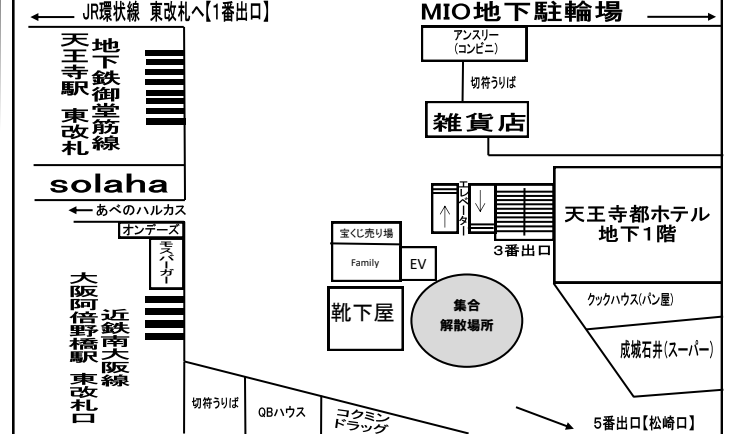 JR環状線 東改札へ【1番出口】
MIO地下駐輪場
アンスリー
(コンビニ)
切符うりば
雑貨店
地下鉄御堂筋線
天王寺駅 東改札
solaha
あべのハルカス
オンデーズ
モスバーガー
近鉄南大阪線
大阪阿倍野橋駅 東改札口
宝くじ売り場
Family
EV
靴下屋
集合
解散場所
エレベーター
3番出口
天王寺都ホテル
地下1階
クックハウス(パン屋)
成城石井(スーパー)
切符うりば
QBハウス
コクミン
ドラッグ
5番出口【松崎口】